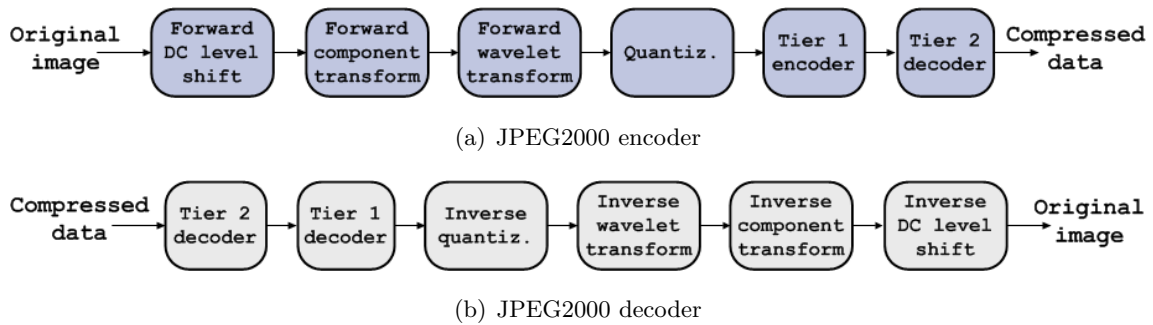 Original
image
Forward
DC level
shift
Forward
component
transform
Forward
wavelet
transform
Quantiz.
Tier 1
encoder
Tier 2
decoder
Compressed
data
(a) JPEG2000 encoder
Compressed
data
Tier 2
decoder
Tier 1
decoder
Inverse
quantiz.
Inverse
wavelet
transform
Inverse
component
transform
Inverse
DC level
shift
Original
image
(b) JPEG2000 decoder